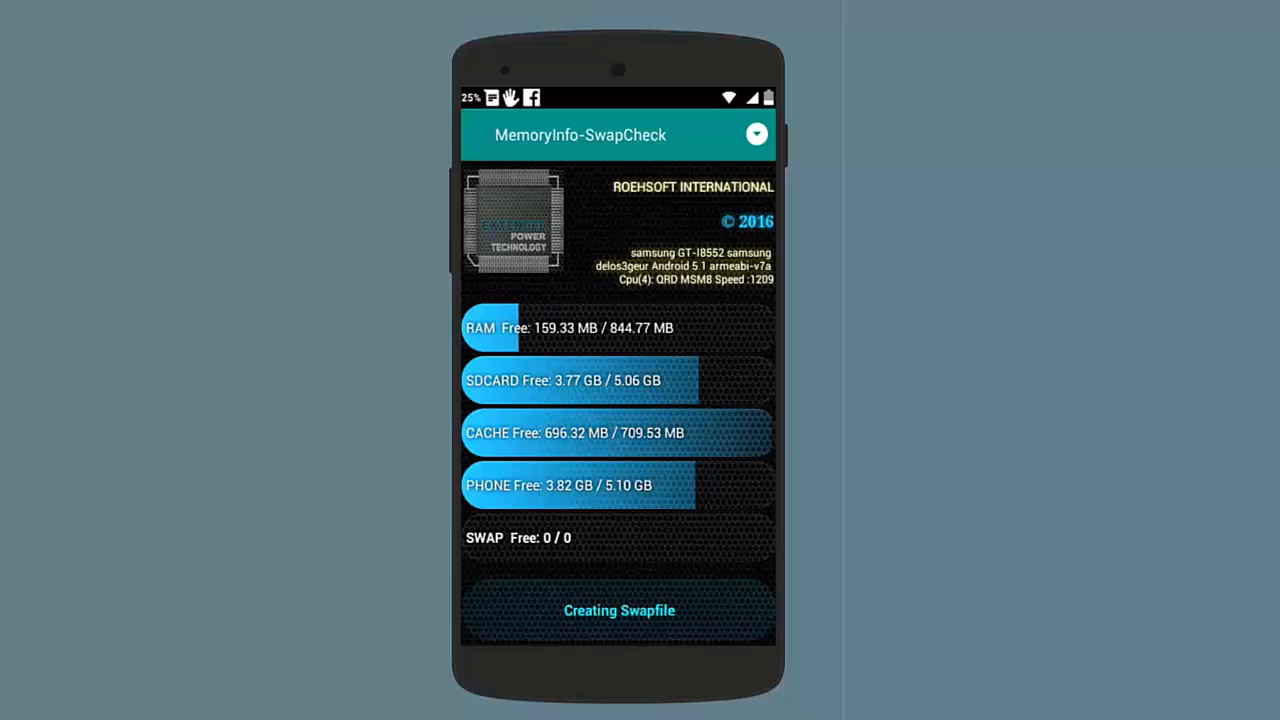 25%
MemoryInfo-SwapCheck
EXTENDER
POWER
TECHNOLOGY
ROEHSOFT INTERNATIONAL
© 2016
samsung GT-I8552 samsung
delos3geur Android 5.1 armeabi-v7a
Cpu(4): QRD MSM8 Speed :1209
RAM Free: 159.33 MB / 844.77 MB
SDCARD Free: 3.77 GB / 5.06 GB
CACHE Free: 696.32 MB / 709.53 MB
PHONE Free: 3.82 GB / 5.10 GB
SWAP Free: 0 / 0
Creating Swapfile